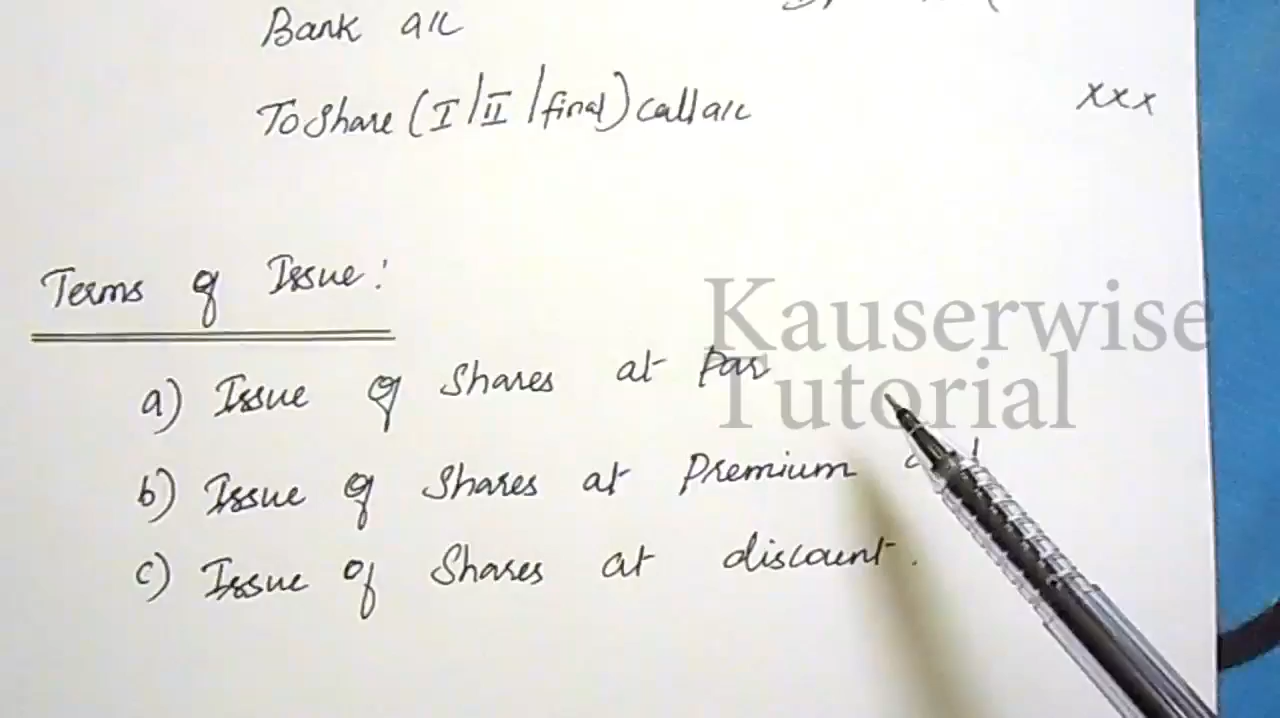 Bank a/c
To Share (I/II/final) call a/c xxx
Terms of Issue:
a) Issue of Shares at Par
b) Issue of Shares at Premium
c) Issue of Shares at discount.
Kauserwise
Tutorial